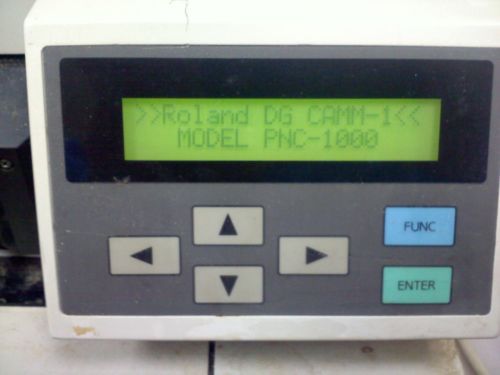 >>Roland DG CAMM-1<<
MODEL PNC-1000
FUNC
ENTER